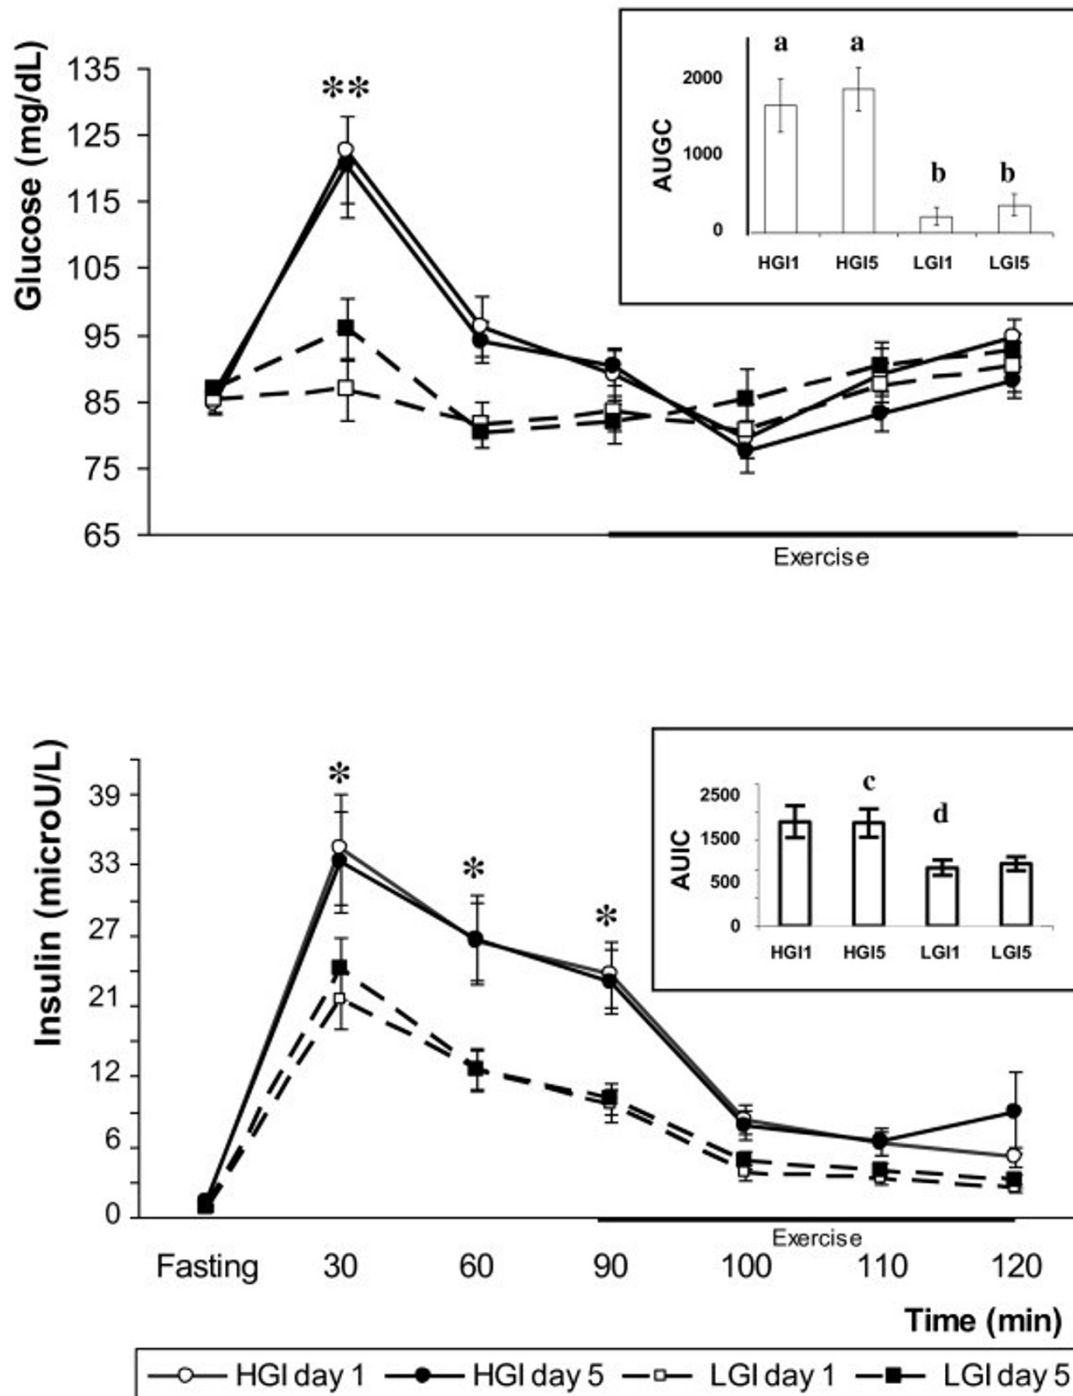 Glucose (mg/dL)
135
125
115
105
95
85
75
65
**
Exercise
AUGC
2000
1000
0
a a b b
HGI1 HGI5 LGI1 LGI5
Insulin (microU/L)
39
33
27
21
12
6
0
* * *
Exercise
AUIC
2500
1500
500
0
c d
HGI1 HGI5 LGI1 LGI5
Fasting 30 60 90 100 110 120
Time (min)
HGI day 1 HGI day 5 LGI day 1 LGI day 5